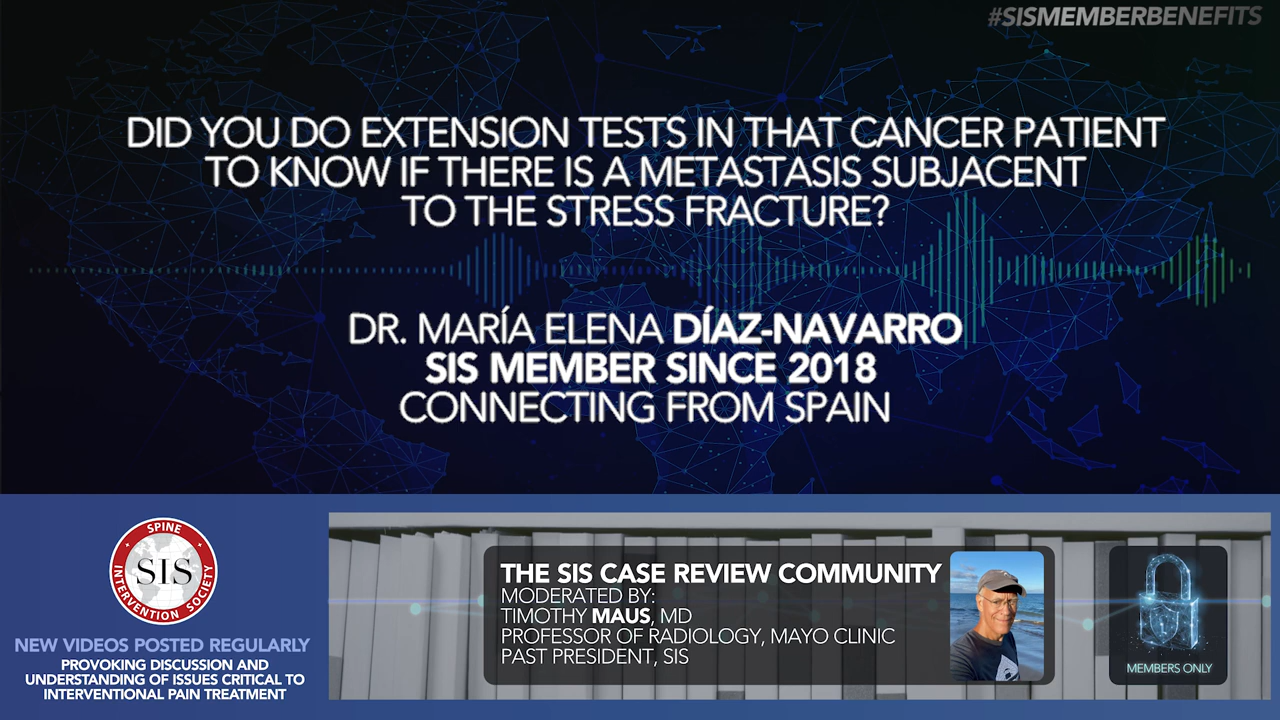 #SISMEMBERBENEFITS
DID YOU DO EXTENSION TESTS IN THAT CANCER PATIENT
TO KNOW IF THERE IS A METASTASIS SUBJACENT
TO THE STRESS FRACTURE?
DR. MARÍA ELENA DÍAZ-NAVARRO
SIS MEMBER SINCE 2018
CONNECTING FROM SPAIN
SPINE
SIS
INTERVENTION SOCIETY
NEW VIDEOS POSTED REGULARLY
PROVOKING DISCUSSION AND
UNDERSTANDING OF ISSUES CRITICAL TO
INTERVENTIONAL PAIN TREATMENT
THE SIS CASE REVIEW COMMUNITY
MODERATED BY:
TIMOTHY MAUS, MD
PROFESSOR OF RADIOLOGY, MAYO CLINIC
PAST PRESIDENT, SIS
MEMBERS ONLY